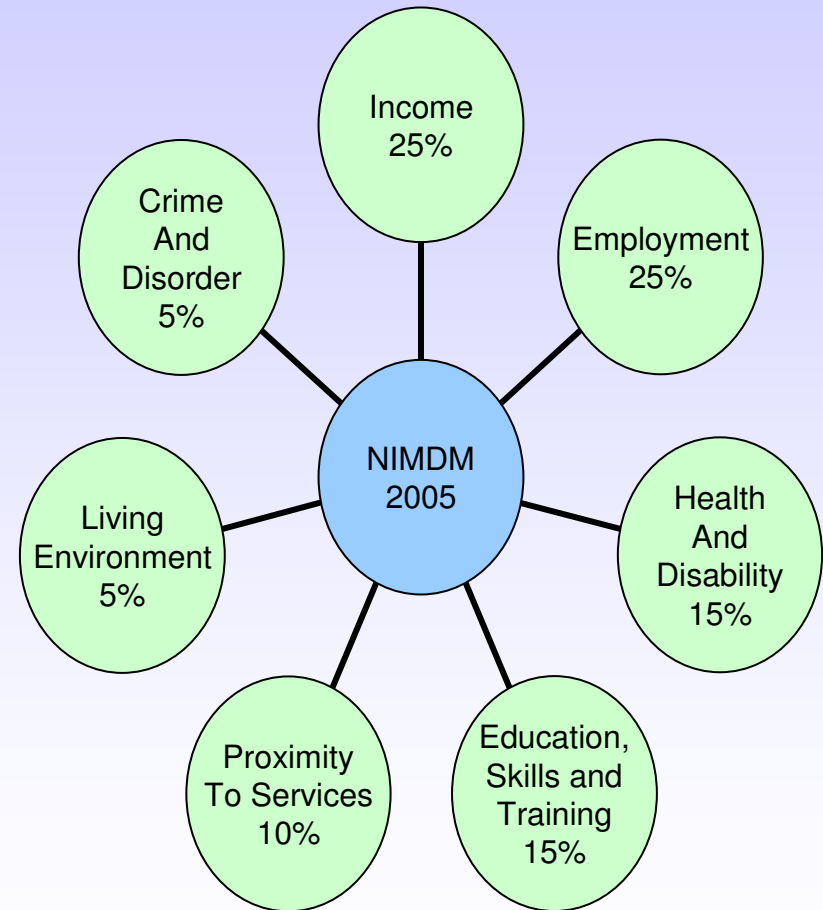 Income
25%
Employment
25%
Health
And
Disability
15%
Education,
Skills and
Training
15%
Proximity
To Services
10%
Living
Environment
5%
Crime
And
Disorder
5%
NIMDM
2005